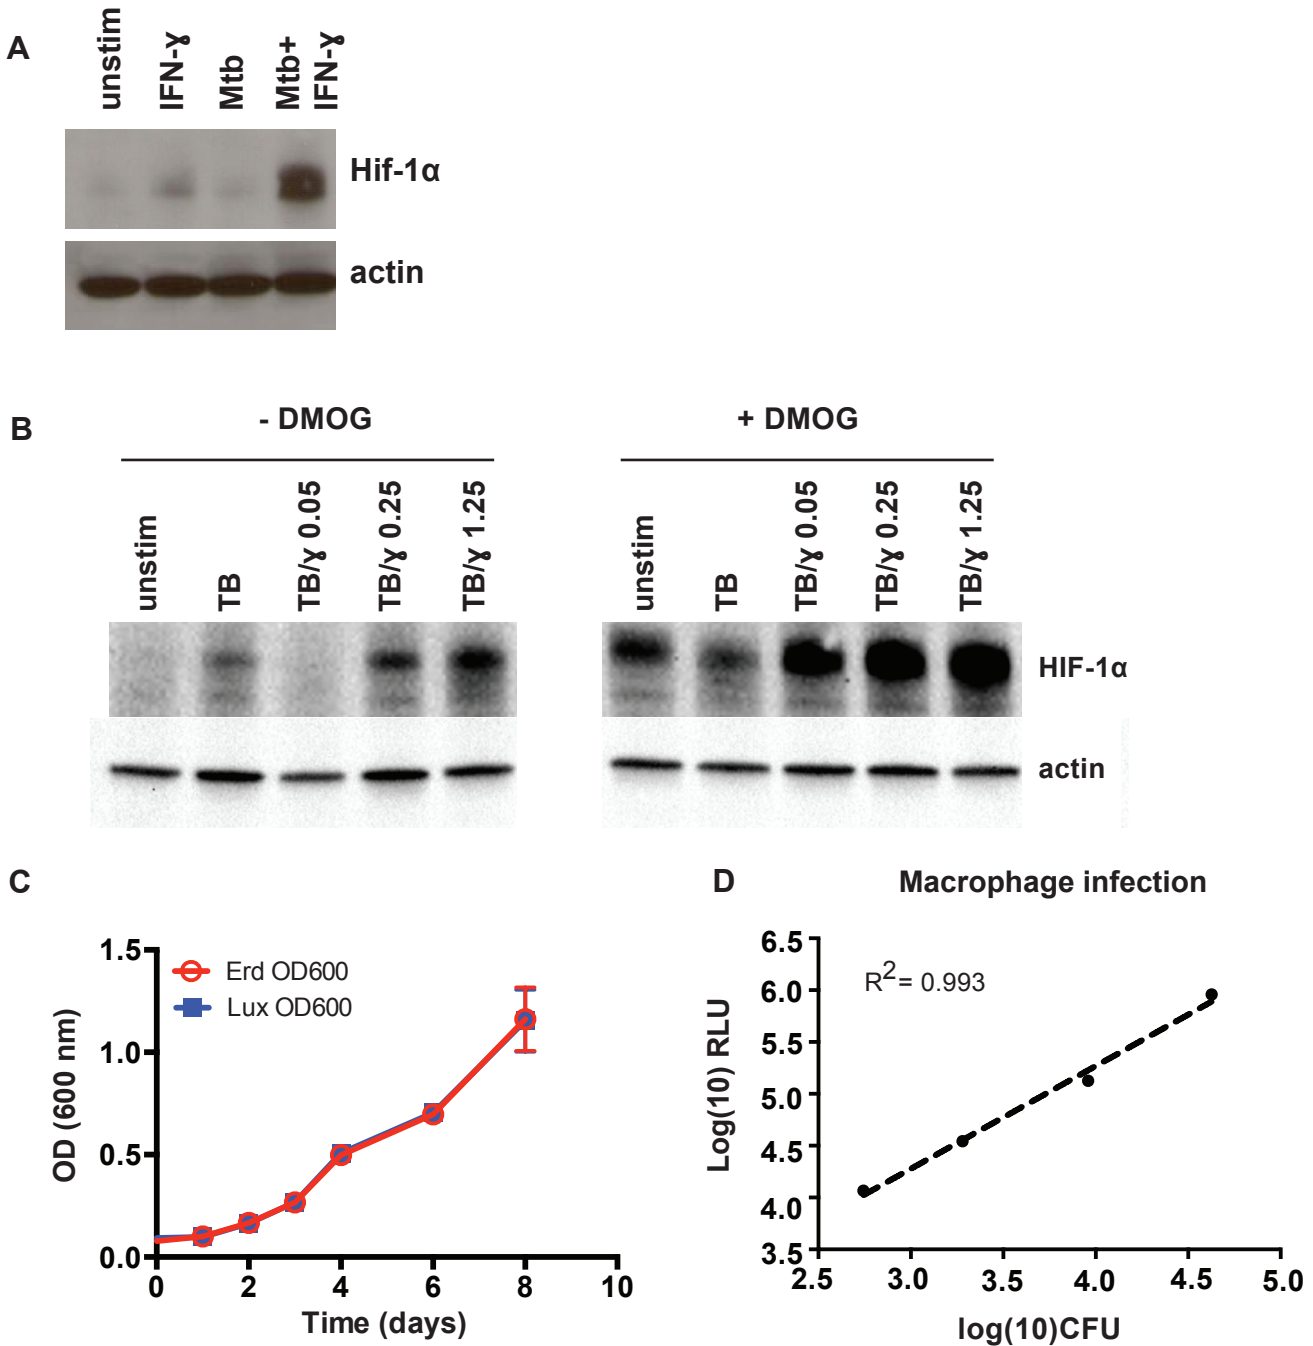 A
unstim
IFN-ɣ
Mtb
Mtb+
IFN-ɣ
Hif-1α
actin
B
- DMOG
+ DMOG
unstim
TB
TB/ɣ 0.05
TB/ɣ 0.25
TB/ɣ 1.25
unstim
TB
TB/ɣ 0.05
TB/ɣ 0.25
TB/ɣ 1.25
HIF-1α
actin
C
1.5
1.0
0.5
0.0
OD (600 nm)
Erd OD600
Lux OD600
0 2 4 6 8 10
Time (days)
D
Macrophage infection
R2= 0.993
6.5
6.0
5.5
5.0
4.5
4.0
3.5
Log(10) RLU
2.5 3.0 3.5 4.0 4.5 5.0
log(10)CFU